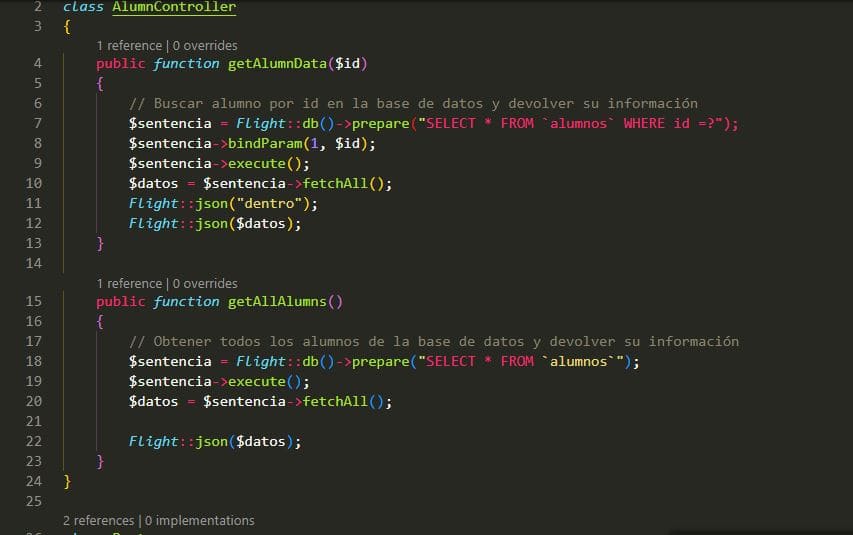 2 class AlumnController
3 {
1 reference | 0 overrides
4 public function getAlumnData($id)
5 {
6 // Buscar alumno por id en la base de datos y devolver su información
7 $sentencia = Flight::db()->prepare("SELECT * FROM `alumnos` WHERE id =?");
8 $sentencia->bindParam(1, $id);
9 $sentencia->execute();
10 $datos = $sentencia->fetchAll();
11 Flight::json("dentro");
12 Flight::json($datos);
13 }
14
1 reference | 0 overrides
15 public function getAllAlumns()
16 {
17 // Obtener todos los alumnos de la base de datos y devolver su información
18 $sentencia = Flight::db()->prepare("SELECT * FROM `alumnos`");
19 $sentencia->execute();
20 $datos = $sentencia->fetchAll();
21
22 Flight::json($datos);
23 }
24 }
25
2 references | 0 implementations